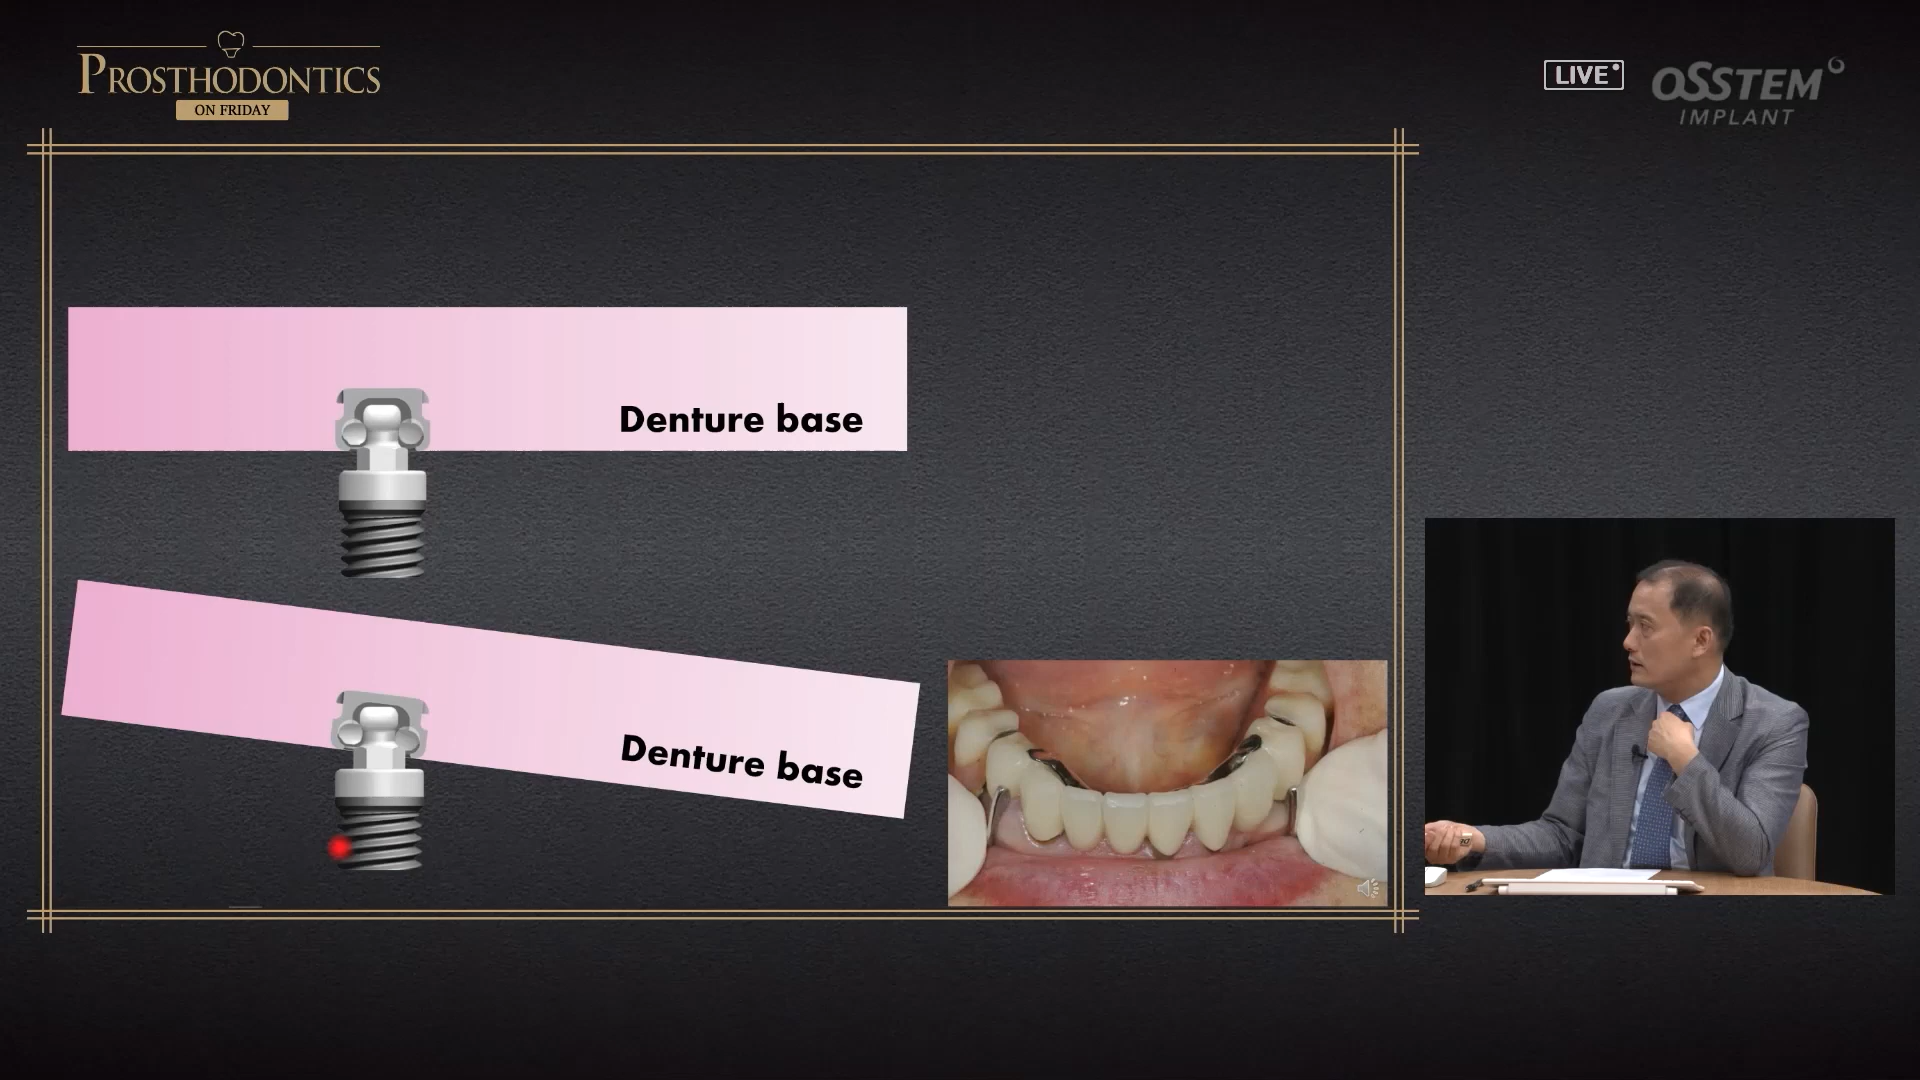 PROSTHODONTICS
ON FRIDAY
LIVE
OSSTEM
IMPLANT
Denture base
Denture base